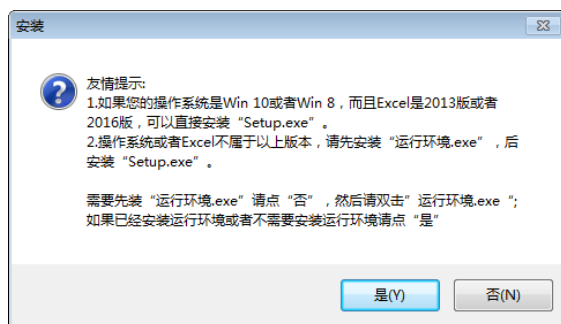 安装
友情提示:
1.如果您的操作系统是Win 10或者Win 8，而且Excel是2013版或者
2016版，可以直接安装“Setup.exe”。
2.操作系统或者Excel不属于以上版本，请先安装“运行环境.exe”，后
安装“Setup.exe”。
需要先装“运行环境.exe”请点“否”，然后请双击”运行环境.exe“;
如果已经安装运行环境或者不需要安装运行环境请点“是”
是(Y)
否(N)